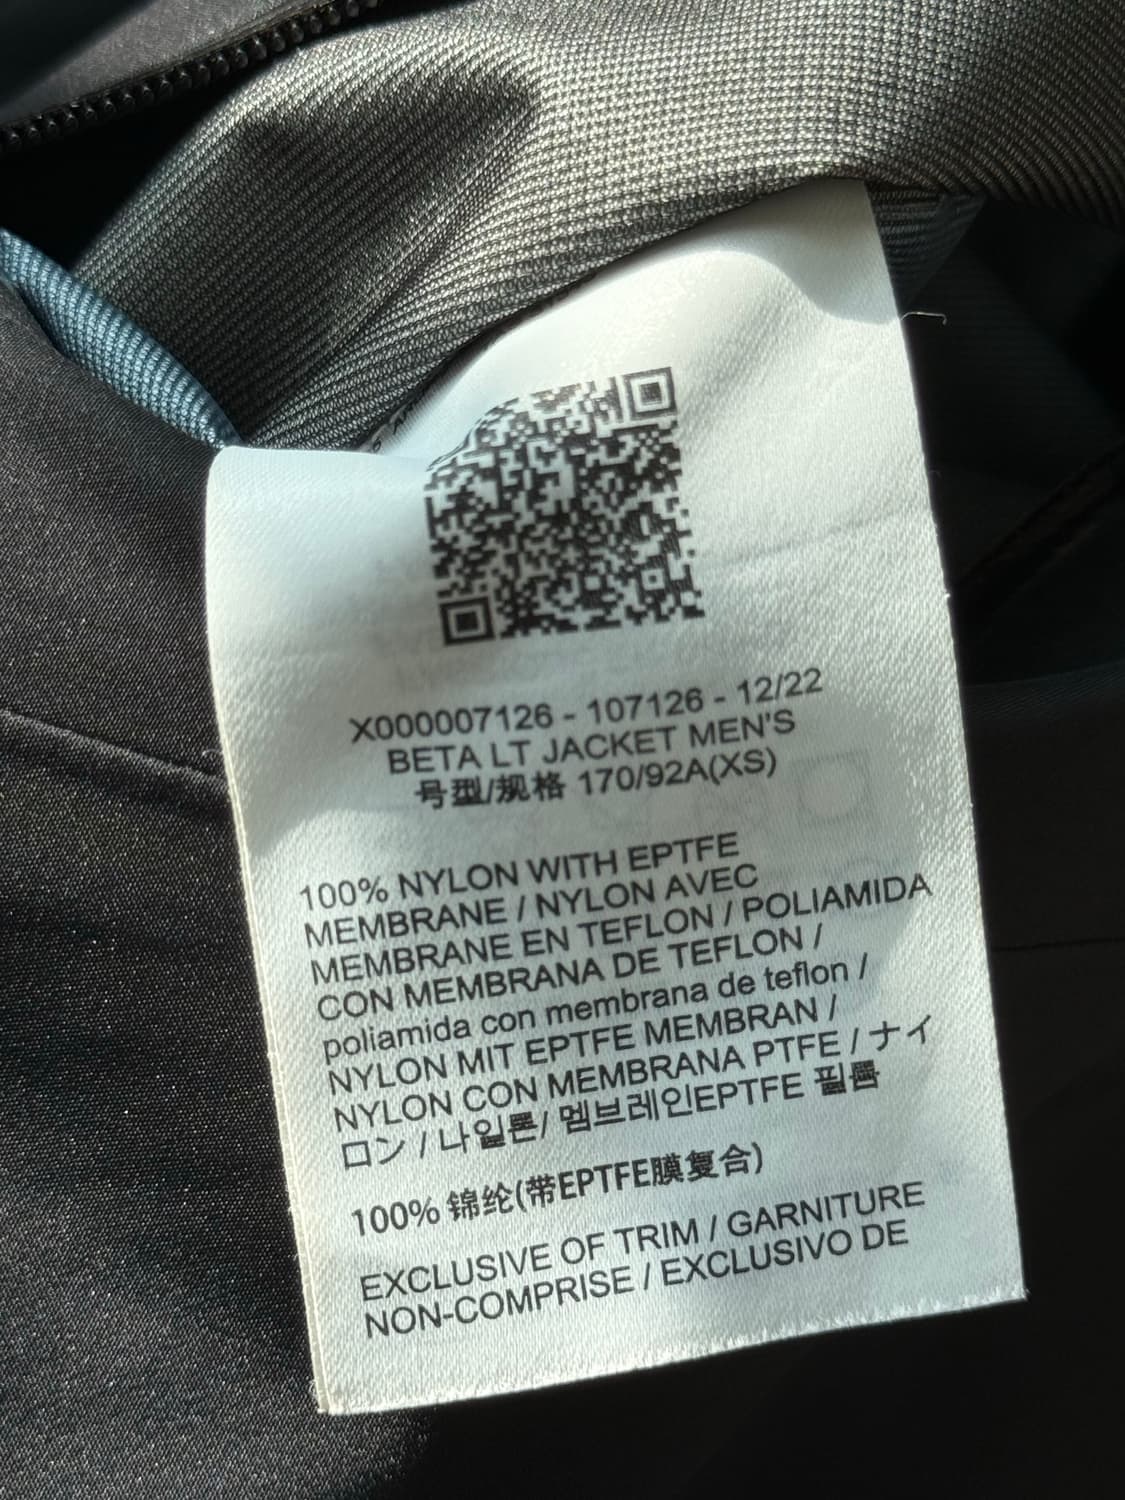 X000007126 - 107126 - 12/22
BETA LT JACKET MEN'S
号型/规格 170/92A(XS)
100% NYLON WITH EPTFE
MEMBRANE / NYLON AVEC
MEMBRANE EN TEFLON / POLIAMIDA
CON MEMBRANA DE TEFLON /
poliamida con membrana de teflon /
NYLON MIT EPTFE MEMBRAN /
NYLON CON MEMBRANA PTFE / ナイ
ロン / 나일론/ 멤브레인EPTFE 필름
100% 锦纶(带EPTFE膜复合)
EXCLUSIVE OF TRIM / GARNITURE
NON-COMPRISE / EXCLUSIVO DE